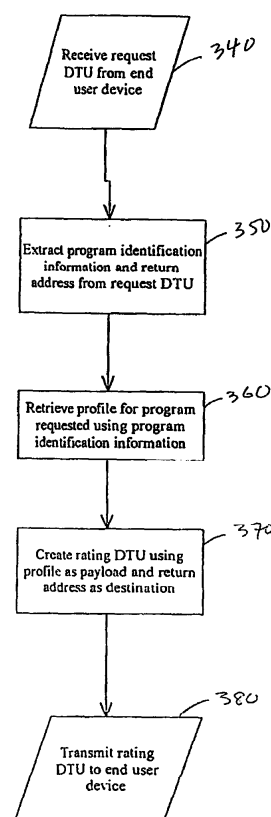 Receive request
DTU from end
user device
340
350
Extract program identification
information and return
address from request DTU
360
Retrieve profile for program
requested using program
identification information
370
Create rating DTU using
profile as payload and return
address as destination
380
Transmit rating
DTU to end user
device